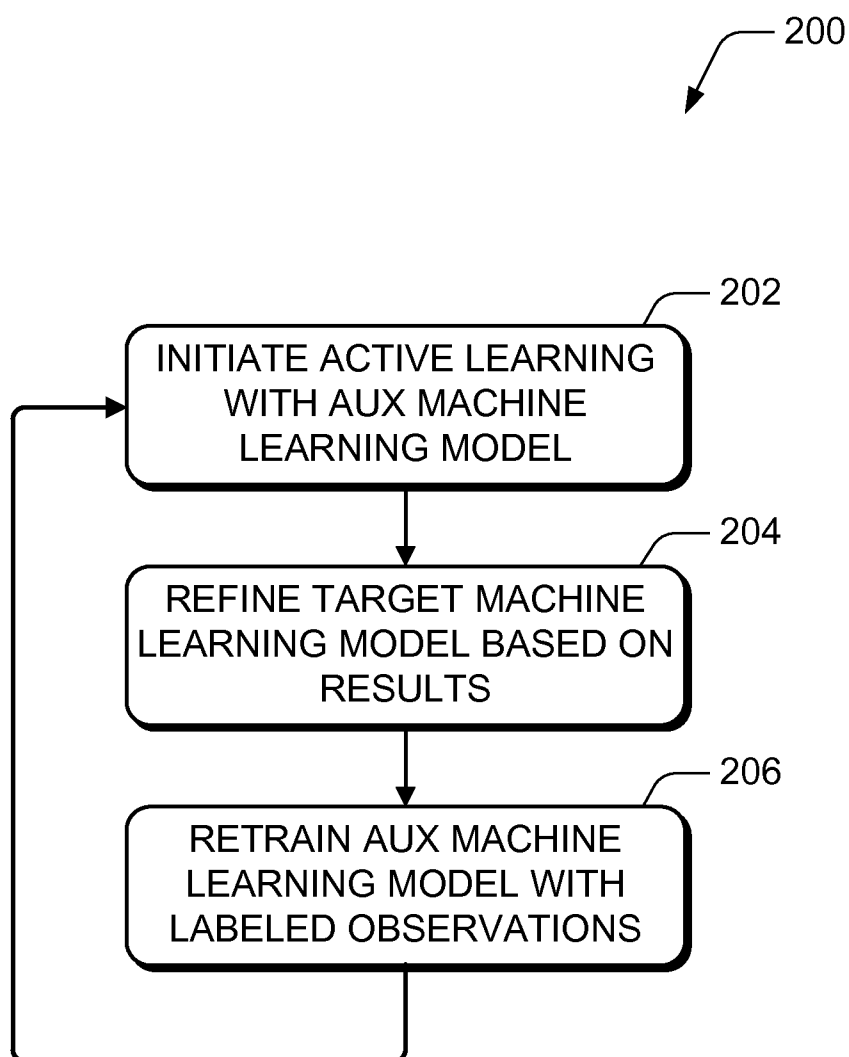 200
202
INITIATE ACTIVE LEARNING
WITH AUX MACHINE
LEARNING MODEL
204
REFINE TARGET MACHINE
LEARNING MODEL BASED ON
RESULTS
206
RETRAIN AUX MACHINE
LEARNING MODEL WITH
LABELED OBSERVATIONS